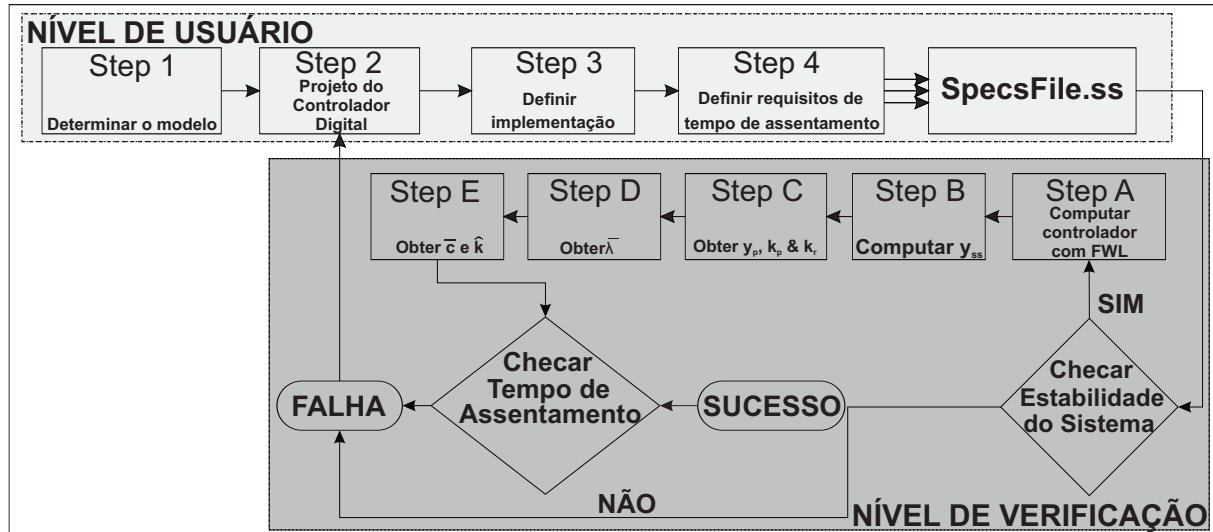 NÍVEL DE USUÁRIO
Step 1
Determinar o modelo
Step 2
Projeto do
Controlador
Digital
Step 3
Definir
implementação
Step 4
Definir requisitos de
tempo de assentamento
SpecsFile.ss
Step E
Obter c̅ e k̂
Step D
Obter λ̅
Step C
Obter yₚ, kₚ & kᵣ
Step B
Computar yₛₛ
Step A
Computar
controlador
com FWL
SIM
Checar
Estabilidade
do Sistema
Checar
Tempo de
Assentamento
FALHA
SUCESSO
NÃO
NÍVEL DE VERIFICAÇÃO